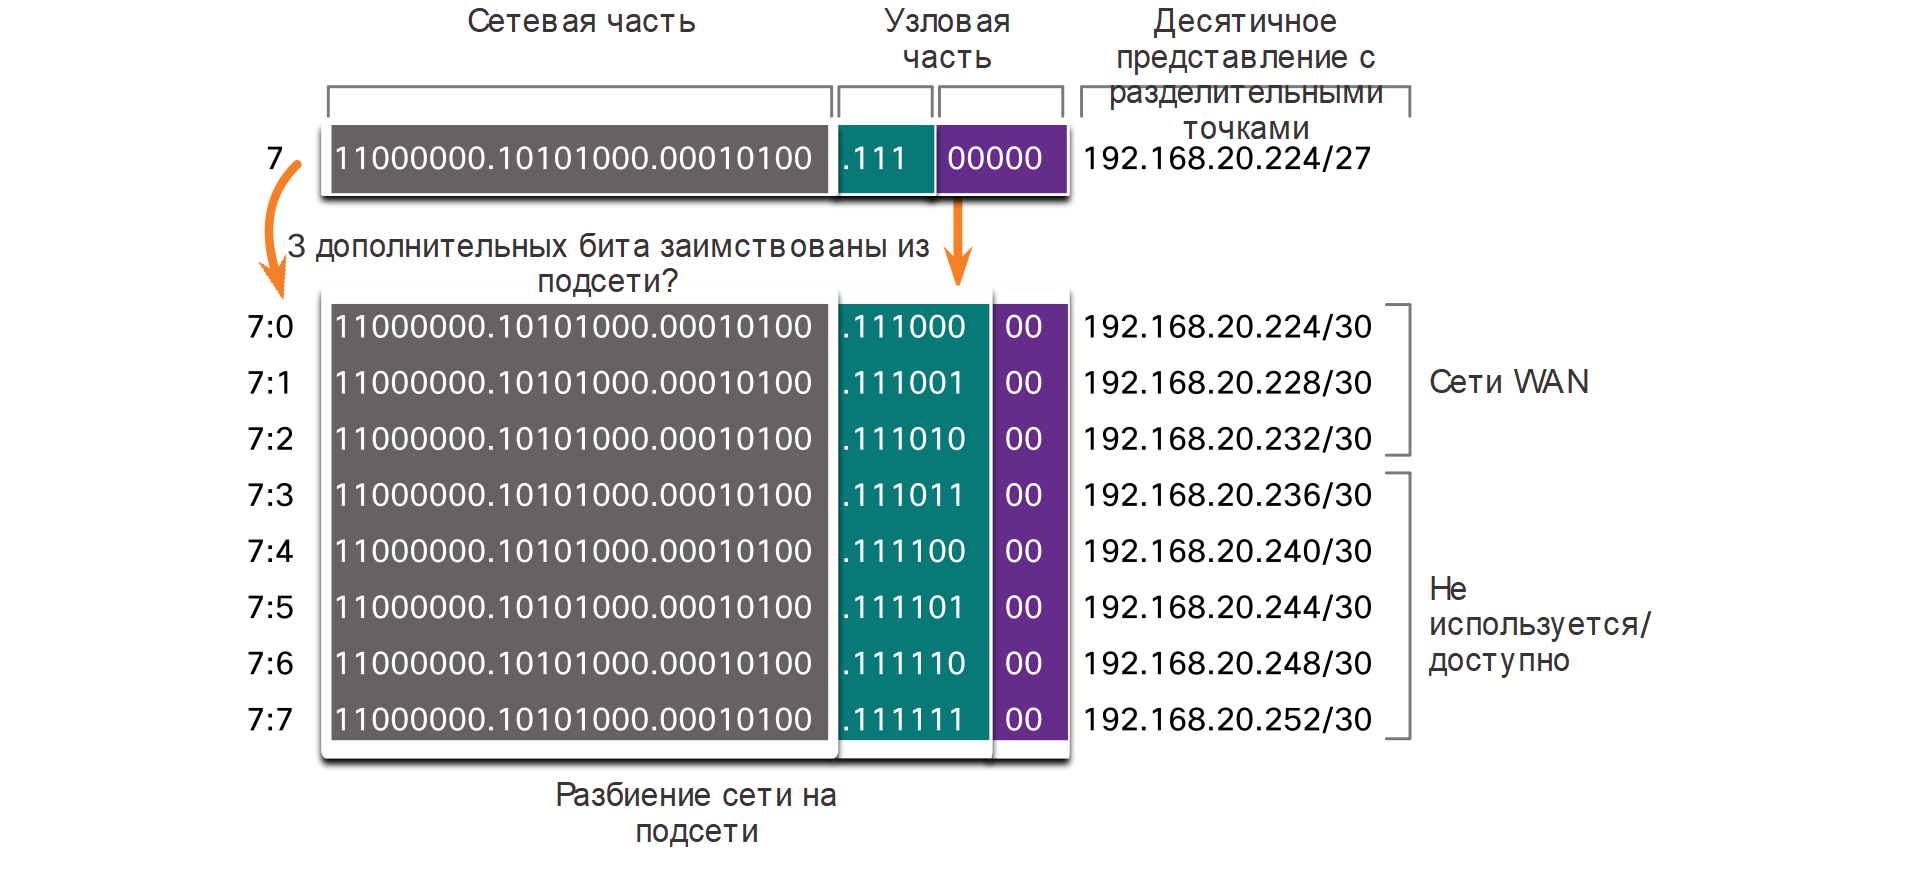 Сетевая часть
Узловая
часть
Десятичное
представление с
разделительными
точками
7 11000000.10101000.00010100 .111 00000 192.168.20.224/27
3 дополнительных бита заимствованы из
подсети?
7:0 11000000.10101000.00010100 .111000 00 192.168.20.224/30
7:1 11000000.10101000.00010100 .111001 00 192.168.20.228/30
7:2 11000000.10101000.00010100 .111010 00 192.168.20.232/30
Сети WAN
7:3 11000000.10101000.00010100 .111011 00 192.168.20.236/30
7:4 11000000.10101000.00010100 .111100 00 192.168.20.240/30
7:5 11000000.10101000.00010100 .111101 00 192.168.20.244/30
7:6 11000000.10101000.00010100 .111110 00 192.168.20.248/30
7:7 11000000.10101000.00010100 .111111 00 192.168.20.252/30
Не
используется/
доступно
Разбиение сети на
подсети